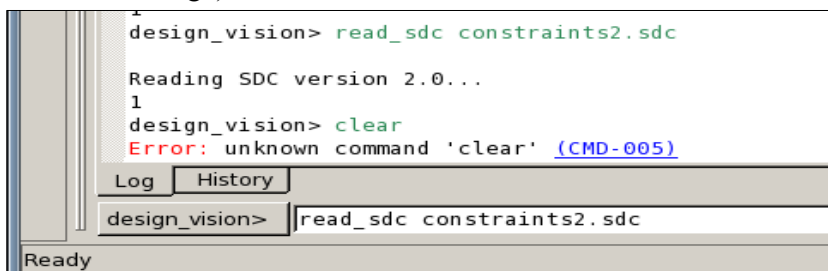 design_vision> read_sdc constraints2.sdc
Reading SDC version 2.0...
1
design_vision> clear
Error: unknown command 'clear' (CMD-005)
Log History
design_vision> read_sdc constraints2.sdc
Ready